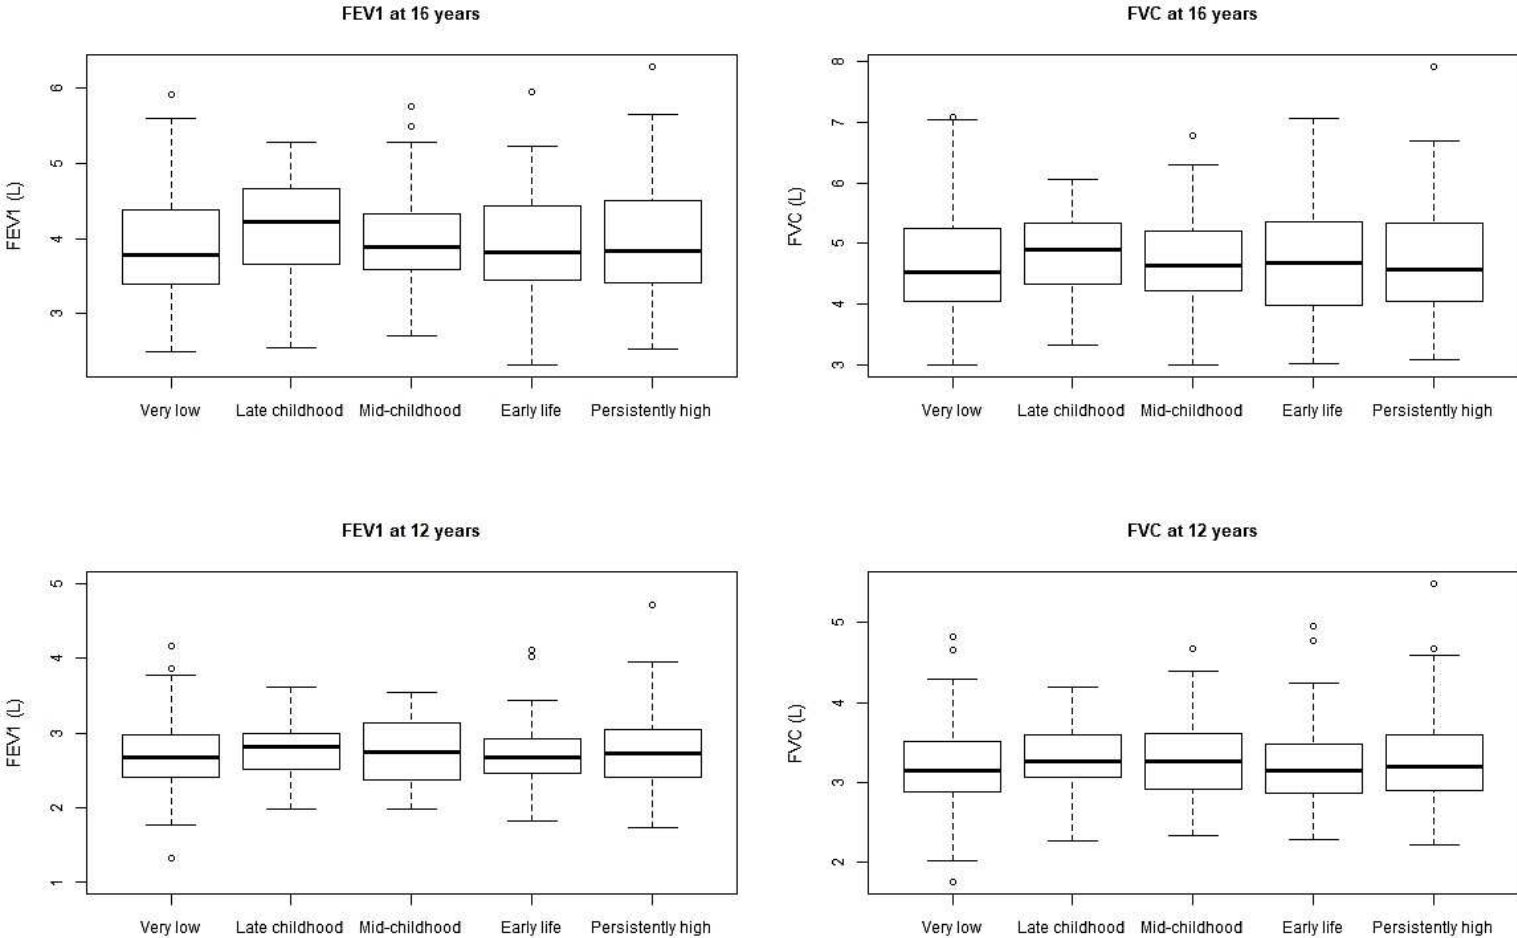 FEV1 at 16 years
FEV1 (L)
6
5
4
3
Very low Late childhood Mid-childhood Early life Persistently high
FVC at 16 years
FVC (L)
8
7
6
5
4
3
Very low Late childhood Mid-childhood Early life Persistently high
FEV1 at 12 years
FEV1 (L)
5
4
3
2
1
Very low Late childhood Mid-childhood Early life Persistently high
FVC at 12 years
FVC (L)
5
4
3
2
Very low Late childhood Mid-childhood Early life Persistently high